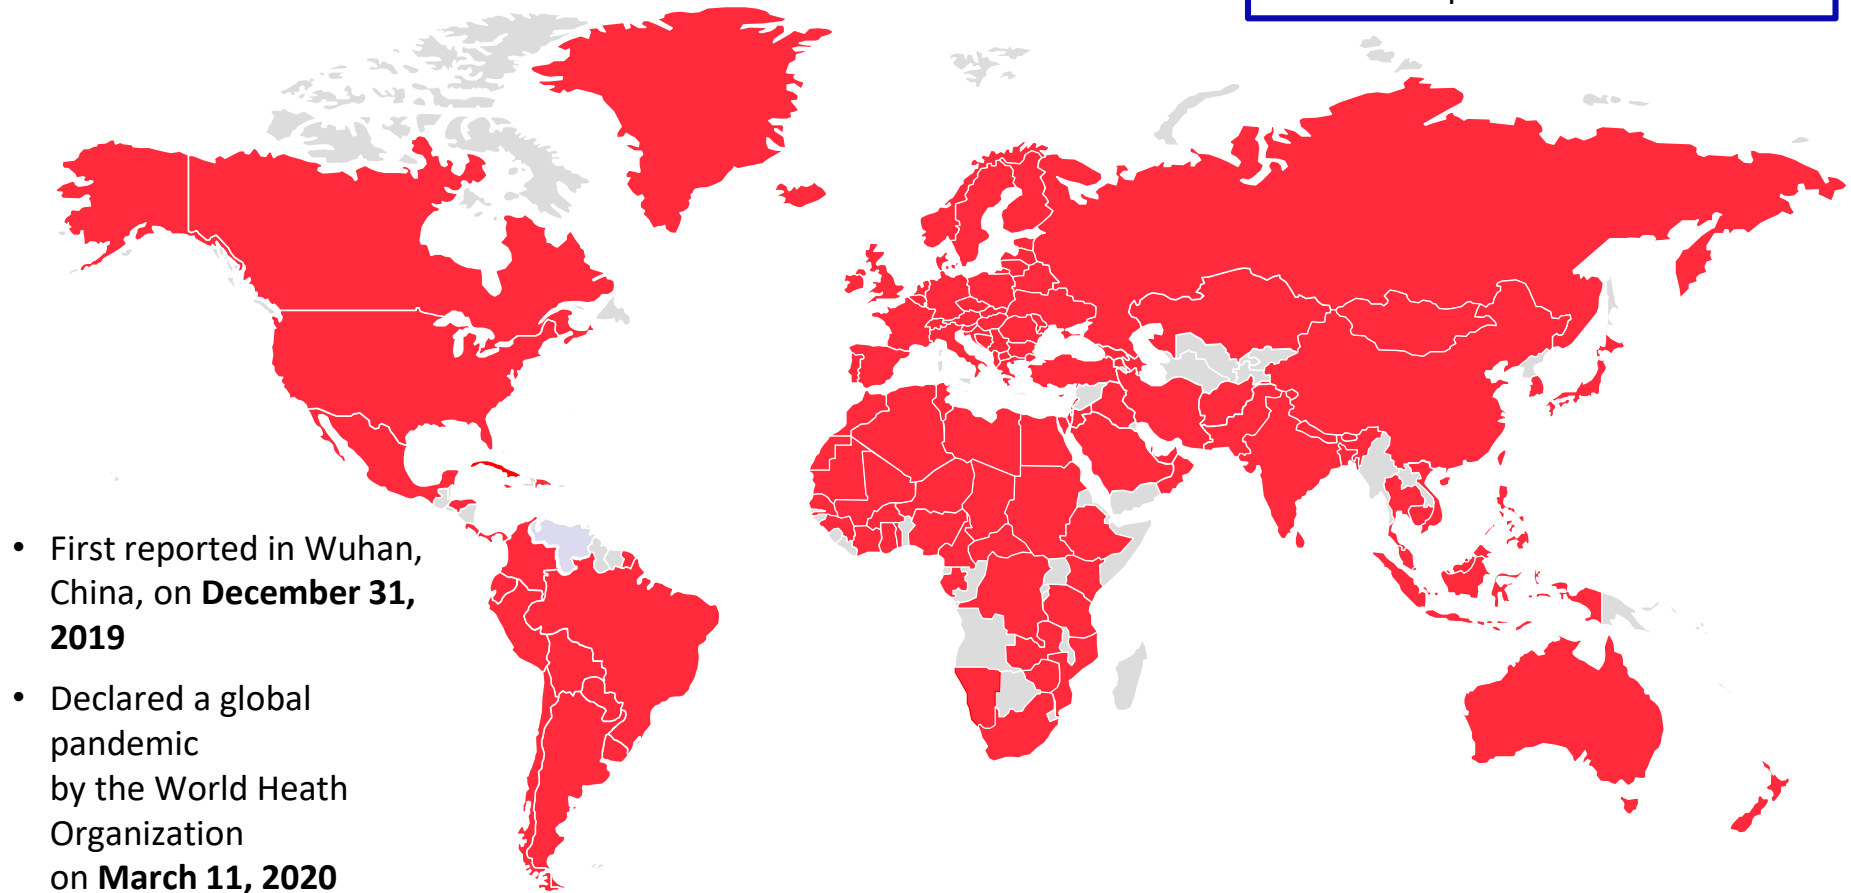 • First reported in Wuhan,
China, on December 31,
2019
• Declared a global
pandemic
by the World Heath
Organization
on March 11, 2020